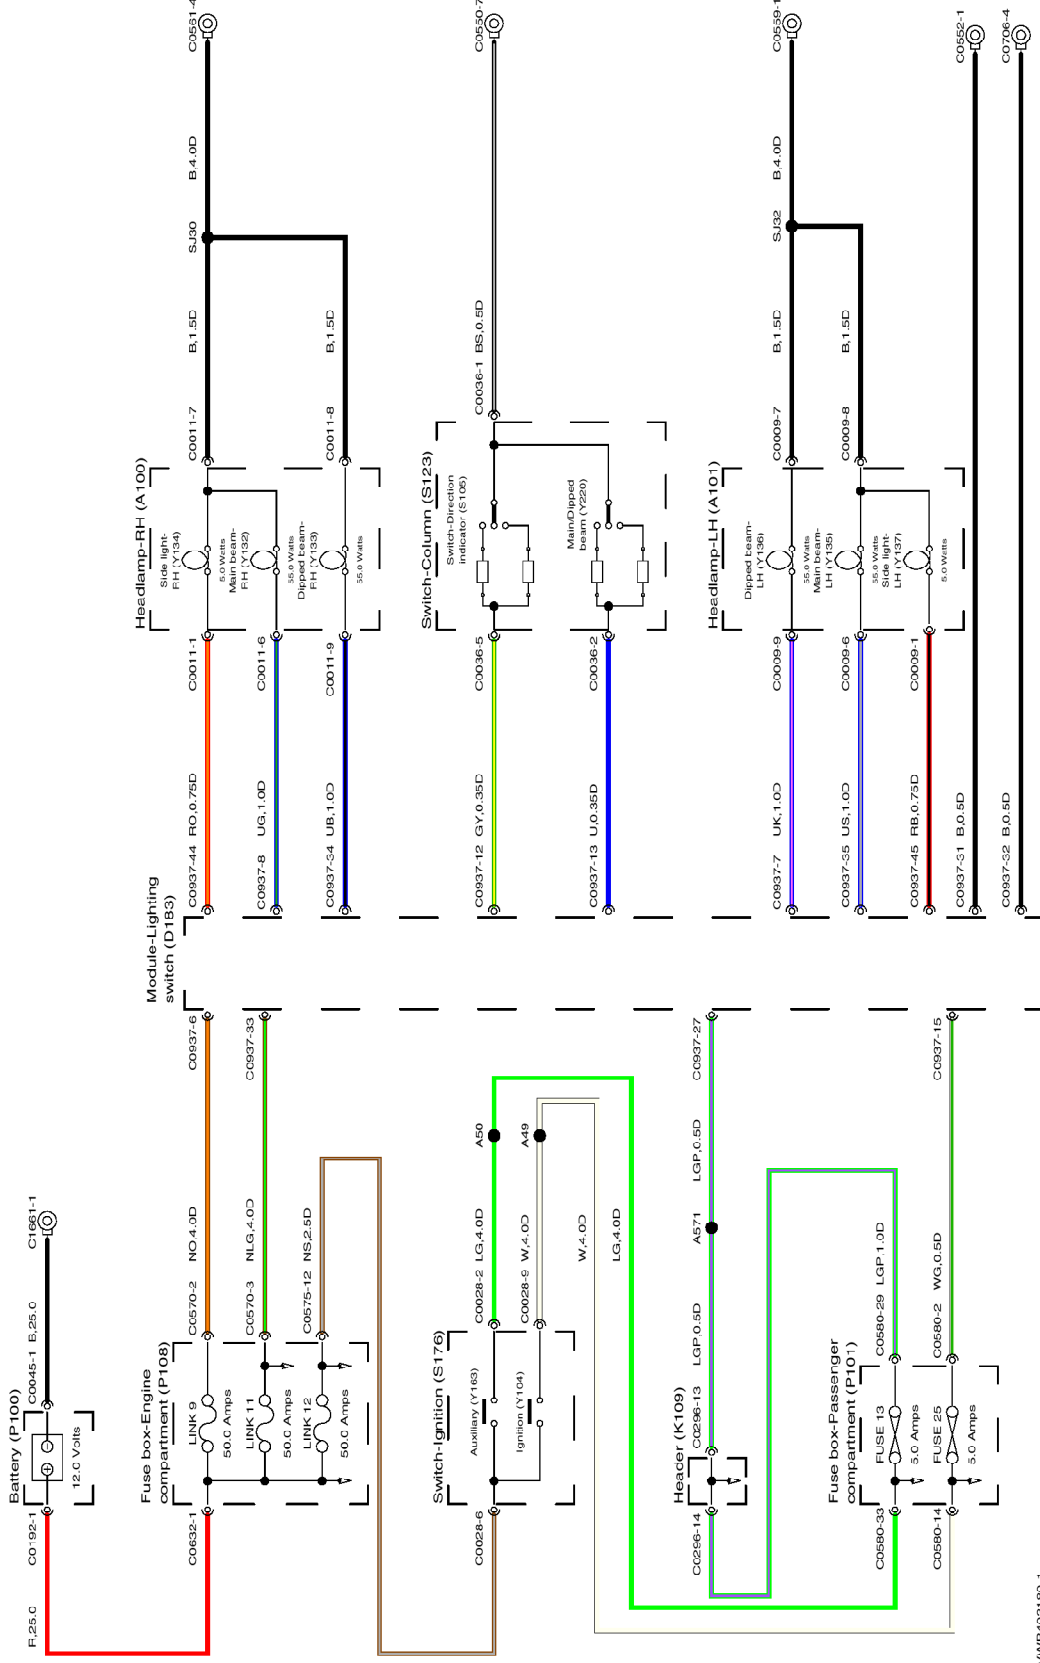 C0561-4
C0550-7
C0559-1
C0552-1
C0706-4
B,4.0D
B,4.0D
SJ30
SJ32
B,1.5D
B,1.5D
C0036-1 BS,0.5D
B,1.5D
B,1.5D
C0011-7
C0011-8
C0009-7
C0009-8
Headlamp-RH (A100)
Side light-
RH (Y134)
5.0 Watts
Main beam-
RH (Y132)
55.0 Watts
Dipped beam-
RH (Y133)
55.0 Watts
Switch-Column (S123)
Switch-Direction
indicator (S105)
Main/Dipped
beam (Y220)
Headlamp-LH (A101)
Dipped beam-
LH (Y136)
55.0 Watts
Main beam-
LH (Y135)
55.0 Watts
Side light-
LH (Y137)
5.0 Watts
C0011-1
C0011-6
C0011-9
C0036-5
C0036-2
C0009-9
C0009-6
C0009-1
C0937-44 RO,0.75D
C0937-8 UG,1.0D
C0937-34 UB,1.0D
C0937-12 GY,0.35D
C0937-13 U,0.35D
C0937-7 UK,1.0D
C0937-35 US,1.0D
C0937-45 RB,0.75D
C0937-31 B,0.5D
C0937-32 B,0.5D
Module-Lighting
switch (D183)
C0937-6
C0937-33
C0937-27
C0937-15
A50
A49
A571
LGP,0.5D
C1661-1
B,25.0
C0045-1
C0570-2 NO,4.0D
C0570-3 NLG,4.0D
C0575-12 NS,2.5D
C0028-2 LG,4.0D
C0028-9 W,4.0D
W,4.0D
LG,4.0D
C0296-13 LGP,0.5D
C0580-29 LGP,1.0D
C0580-2 WG,0.5D
Battery (P100)
12.0 Volts
Fuse box-Engine
compartment (P108)
LINK 9
50.0 Amps
LINK 11
50.0 Amps
LINK 12
50.0 Amps
Switch-Ignition (S176)
Auxiliary (Y163)
Ignition (Y104)
Header (K109)
Fuse box-Passenger
compartment (P101)
FUSE 13
5.0 Amps
FUSE 25
5.0 Amps
C0192-1
C0632-1
C0028-6
C0296-14
C0580-33
C0580-14
R,25.0